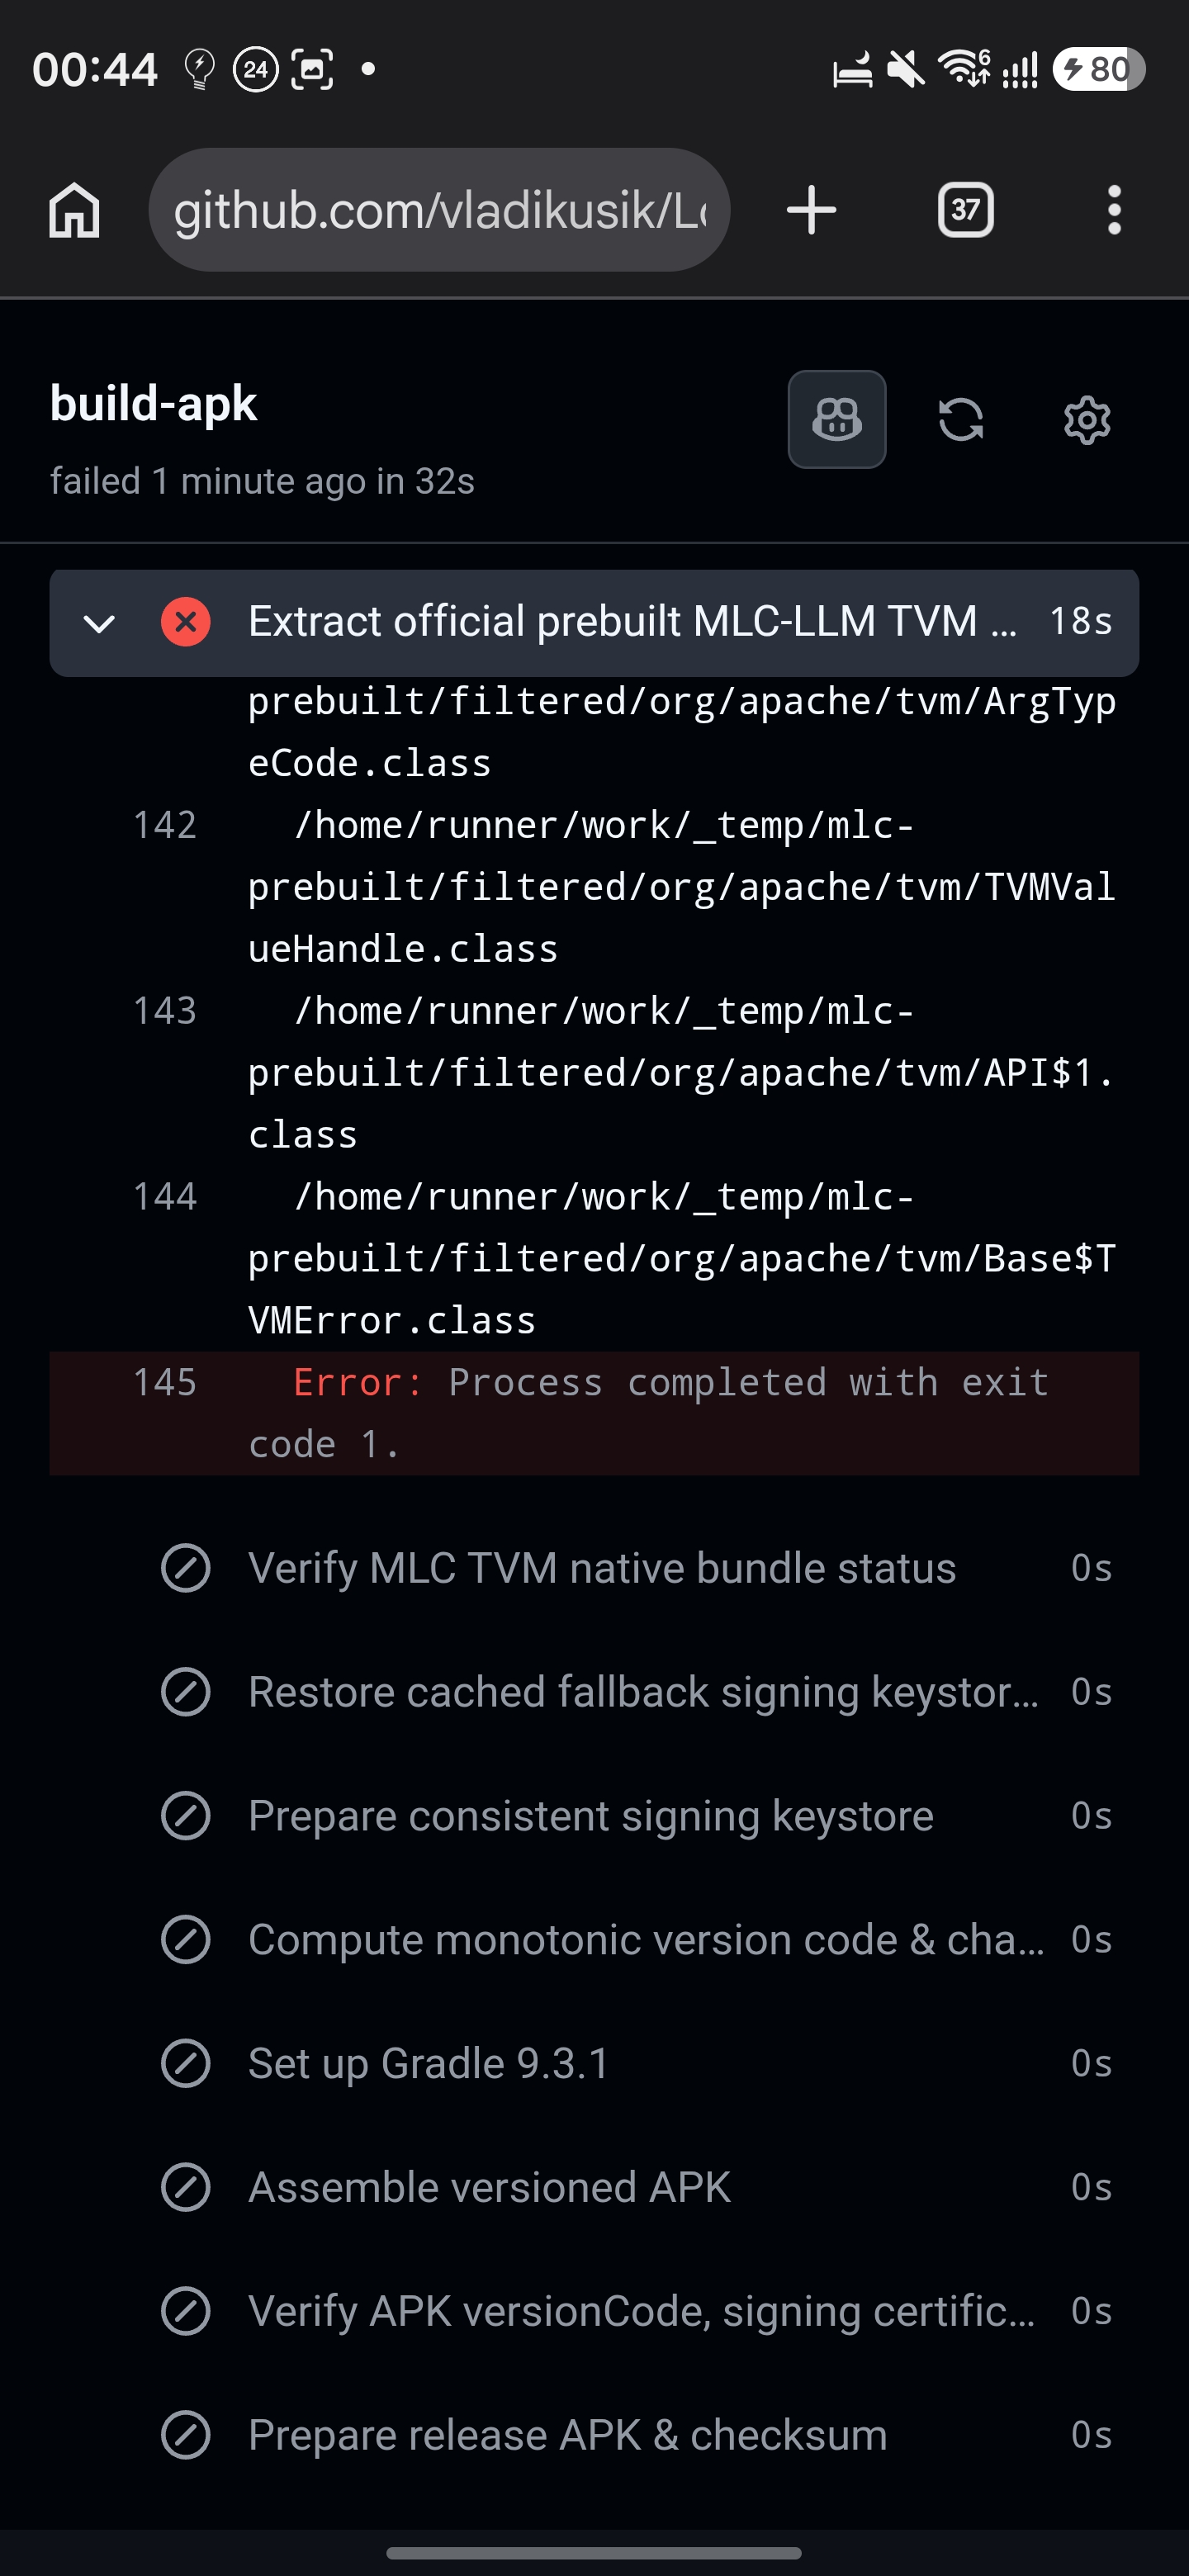 00:44
24
6
80
github.com/vladikusik/L
37
build-apk
failed 1 minute ago in 32s
Extract official prebuilt MLC-LLM TVM ... 18s
prebuilt/filtered/org/apache/tvm/ArgTyp
eCode.class
142 /home/runner/work/_temp/mlc-
prebuilt/filtered/org/apache/tvm/TVMVal
ueHandle.class
143 /home/runner/work/_temp/mlc-
prebuilt/filtered/org/apache/tvm/API$1.
class
144 /home/runner/work/_temp/mlc-
prebuilt/filtered/org/apache/tvm/Base$T
VMError.class
145 Error: Process completed with exit
code 1.
Verify MLC TVM native bundle status 0s
Restore cached fallback signing keystor... 0s
Prepare consistent signing keystore 0s
Compute monotonic version code & cha... 0s
Set up Gradle 9.3.1 0s
Assemble versioned APK 0s
Verify APK versionCode, signing certific... 0s
Prepare release APK & checksum 0s